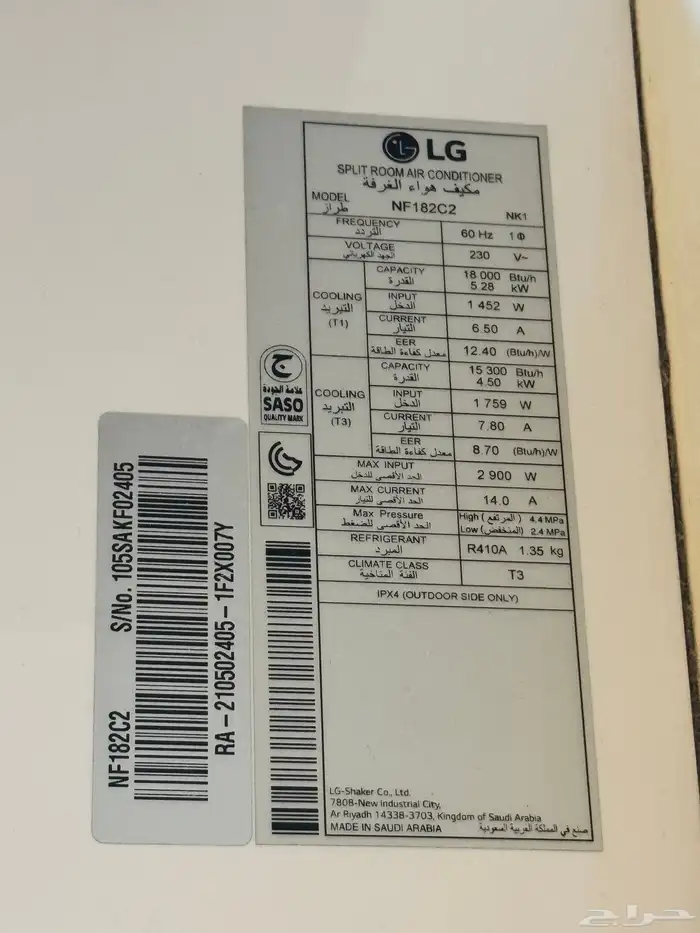 LG
SPLIT ROOM AIR CONDITIONER
مكيف هواء الغرفة
MODEL
طراز
NF182C2
NK1
FREQUENCY
التردد
60 Hz 1Φ
VOLTAGE
الجهد الكهربائي
230 V~
COOLING
التبريد
(T1)
CAPACITY
القدرة
18 000 Btu/h
5.28 kW
INPUT
الدخل
1 452 W
CURRENT
التيار
6.50 A
EER
معدل كفاءة الطاقة
12.40 (Btu/h)/W
COOLING
التبريد
(T3)
CAPACITY
القدرة
15 300 Btu/h
4.50 kW
INPUT
الدخل
1 759 W
CURRENT
التيار
7.80 A
EER
معدل كفاءة الطاقة
8.70 (Btu/h)/W
MAX INPUT
الحد الأقصى للدخل
2 900 W
MAX CURRENT
الحد الأقصى للتيار
14.0 A
Max Pressure
الحد الأقصى للضغط
High (المرتفع) 4.4 MPa
Low (المنخفض) 2.4 MPa
REFRIGERANT
المبرد
R410A 1.35 kg
CLIMATE CLASS
الفئة المناخية
T3
IPX4 (OUTDOOR SIDE ONLY)
LG-Shaker Co., Ltd.
7808-New Industrial City,
Ar Riyadh 14338-3703, Kingdom of Saudi Arabia
MADE IN SAUDI ARABIA صنع في المملكة العربية السعودية
علامة الجودة
SASO
QUALITY MARK
NF182C2 S/No. 105SAKF02405
RA-210502405-1F2X007Y
حراج